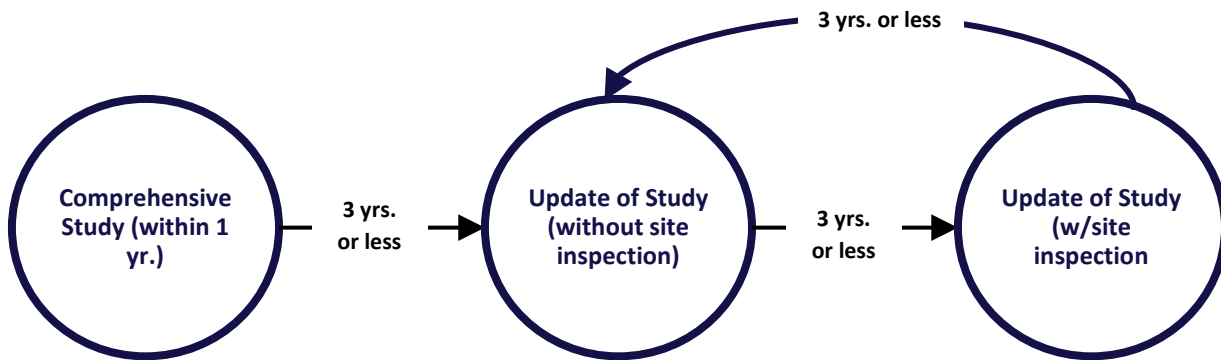 3 yrs. or less
Comprehensive
Study (within 1
yr.)
3 yrs.
or less
Update of Study
(without site
inspection)
3 yrs.
or less
Update of Study
(w/site
inspection